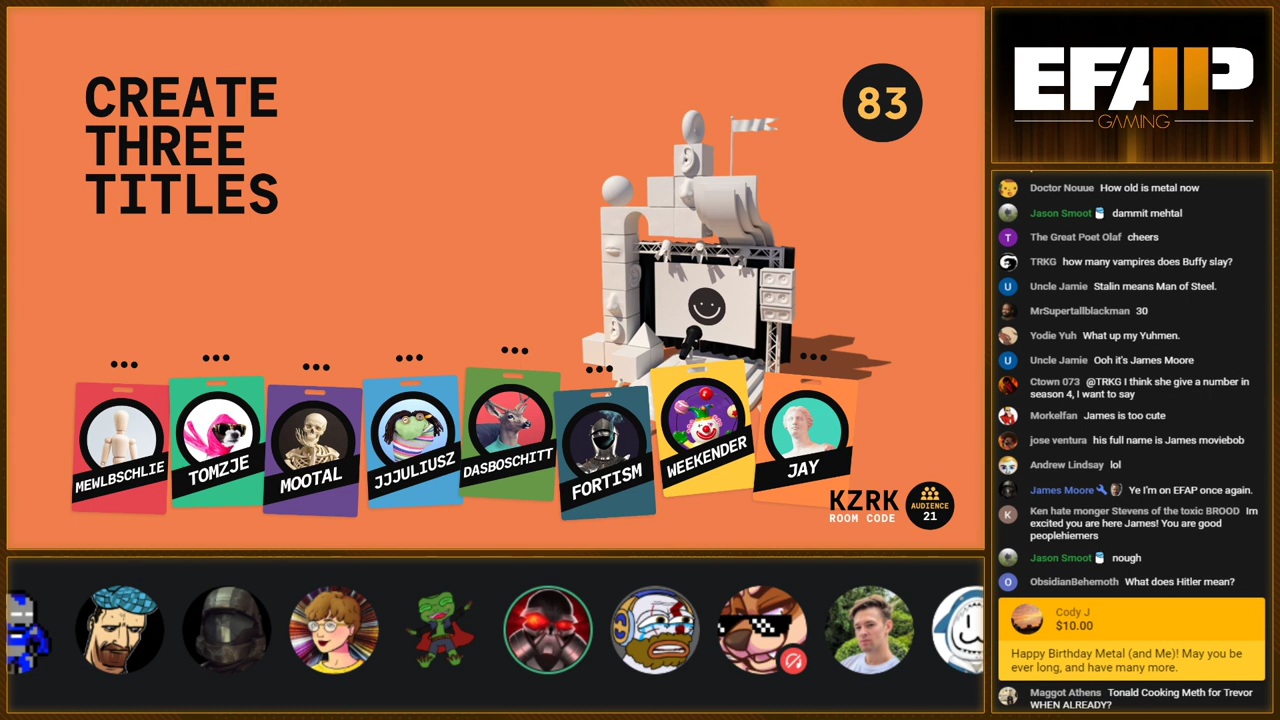 CREATE
THREE
TITLES
83
MEWLBSCHLIE
TOMZJE
MOOTAL
JJJULIUSZ
DASBOSCHITT
FORTISM
WEEKENDER
JAY
KZRK
ROOM CODE
AUDIENCE
21
EFAP
GAMING
Doctor Nouue How old is metal now
Jason Smoot dammit mehtal
T The Great Poet Olaf cheers
TRKG how many vampires does Buffy slay?
U Uncle Jamie Stalin means Man of Steel.
MrSupertallblackman 30
Yodie Yuh What up my Yuhmen.
U Uncle Jamie Ooh it's James Moore
Ctown 073 @TRKG I think she give a number in
season 4, I want to say
Morkelfan James is too cute
jose ventura his full name is James moviebob
Andrew Lindsay lol
James Moore Ye I'm on EFAP once again.
K Ken hate monger Stevens of the toxic BROOD Im
excited you are here James! You are good
peoplehiemers
Jason Smoot nough
O ObsidianBehemoth What does Hitler mean?
Cody J
$10.00
Happy Birthday Metal (and Me)! May you be
ever long, and have many more.
Maggot Athens Tonald Cooking Meth for Trevor
WHEN ALREADY?